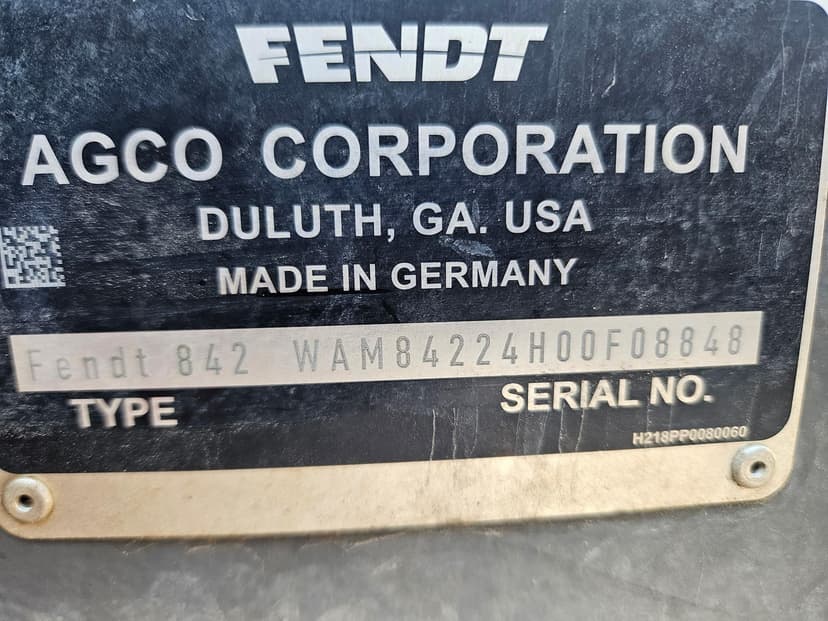 FENDT
AGCO CORPORATION
DULUTH, GA. USA
MADE IN GERMANY
Fendt 842 WAM84224H00F08848
TYPE SERIAL NO.
H218PP0080060